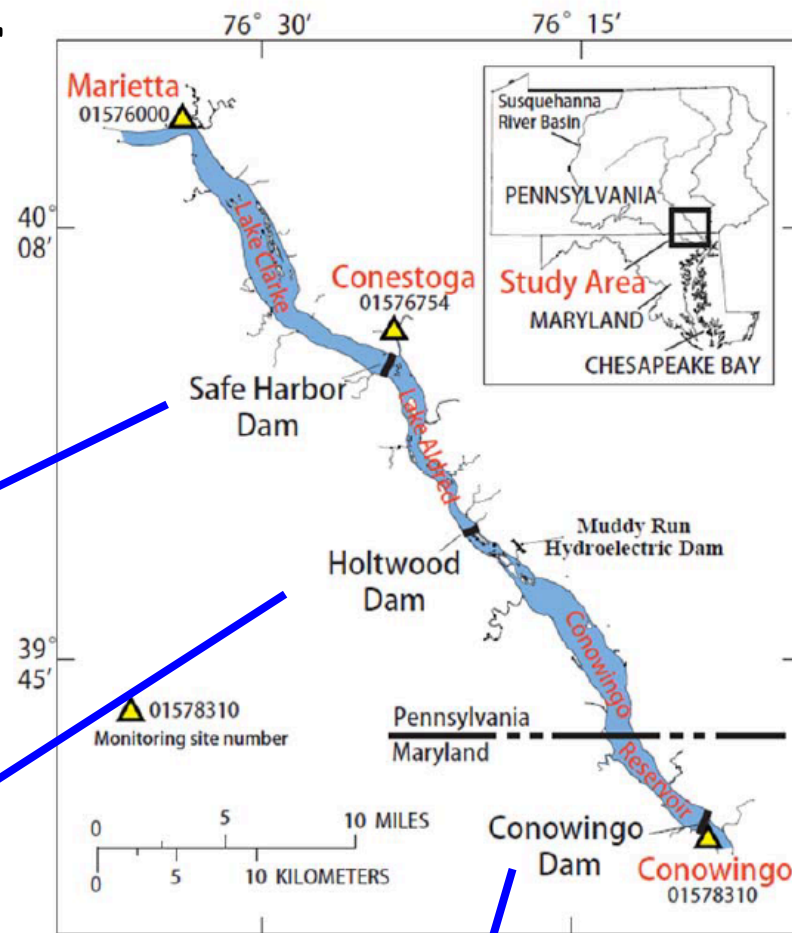 76° 30′
76° 15′
Marietta
01576000
Susquehanna
River Basin
PENNSYLVANIA
40°
08′
Lake Clarke
Conestoga
01576754
Study Area
MARYLAND
CHESAPEAKE BAY
Safe Harbor
Dam
Lake Aldred
Muddy Run
Hydroelectric Dam
Holtwood
Dam
Conowingo
39°
45′
01578310
Monitoring site number
Pennsylvania
Maryland
Reservoir
0 5 10 MILES
0 5 10 KILOMETERS
Conowingo
Dam
Conowingo
01578310